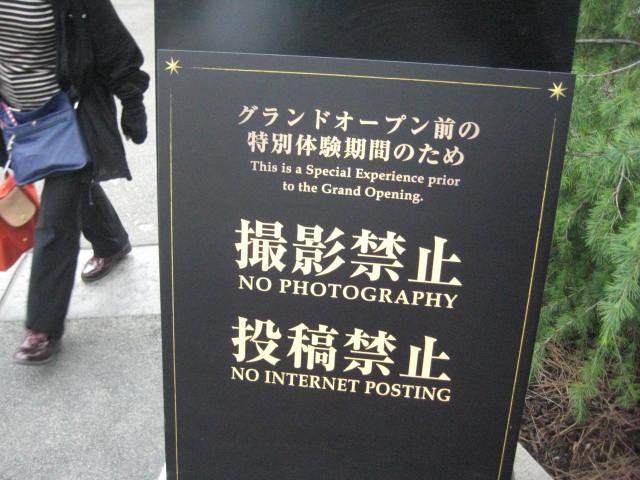 グランドオープン前の
特別体験期間のため
This is a Special Experience prior
to the Grand Opening.
撮影禁止
NO PHOTOGRAPHY
投稿禁止
NO INTERNET POSTING